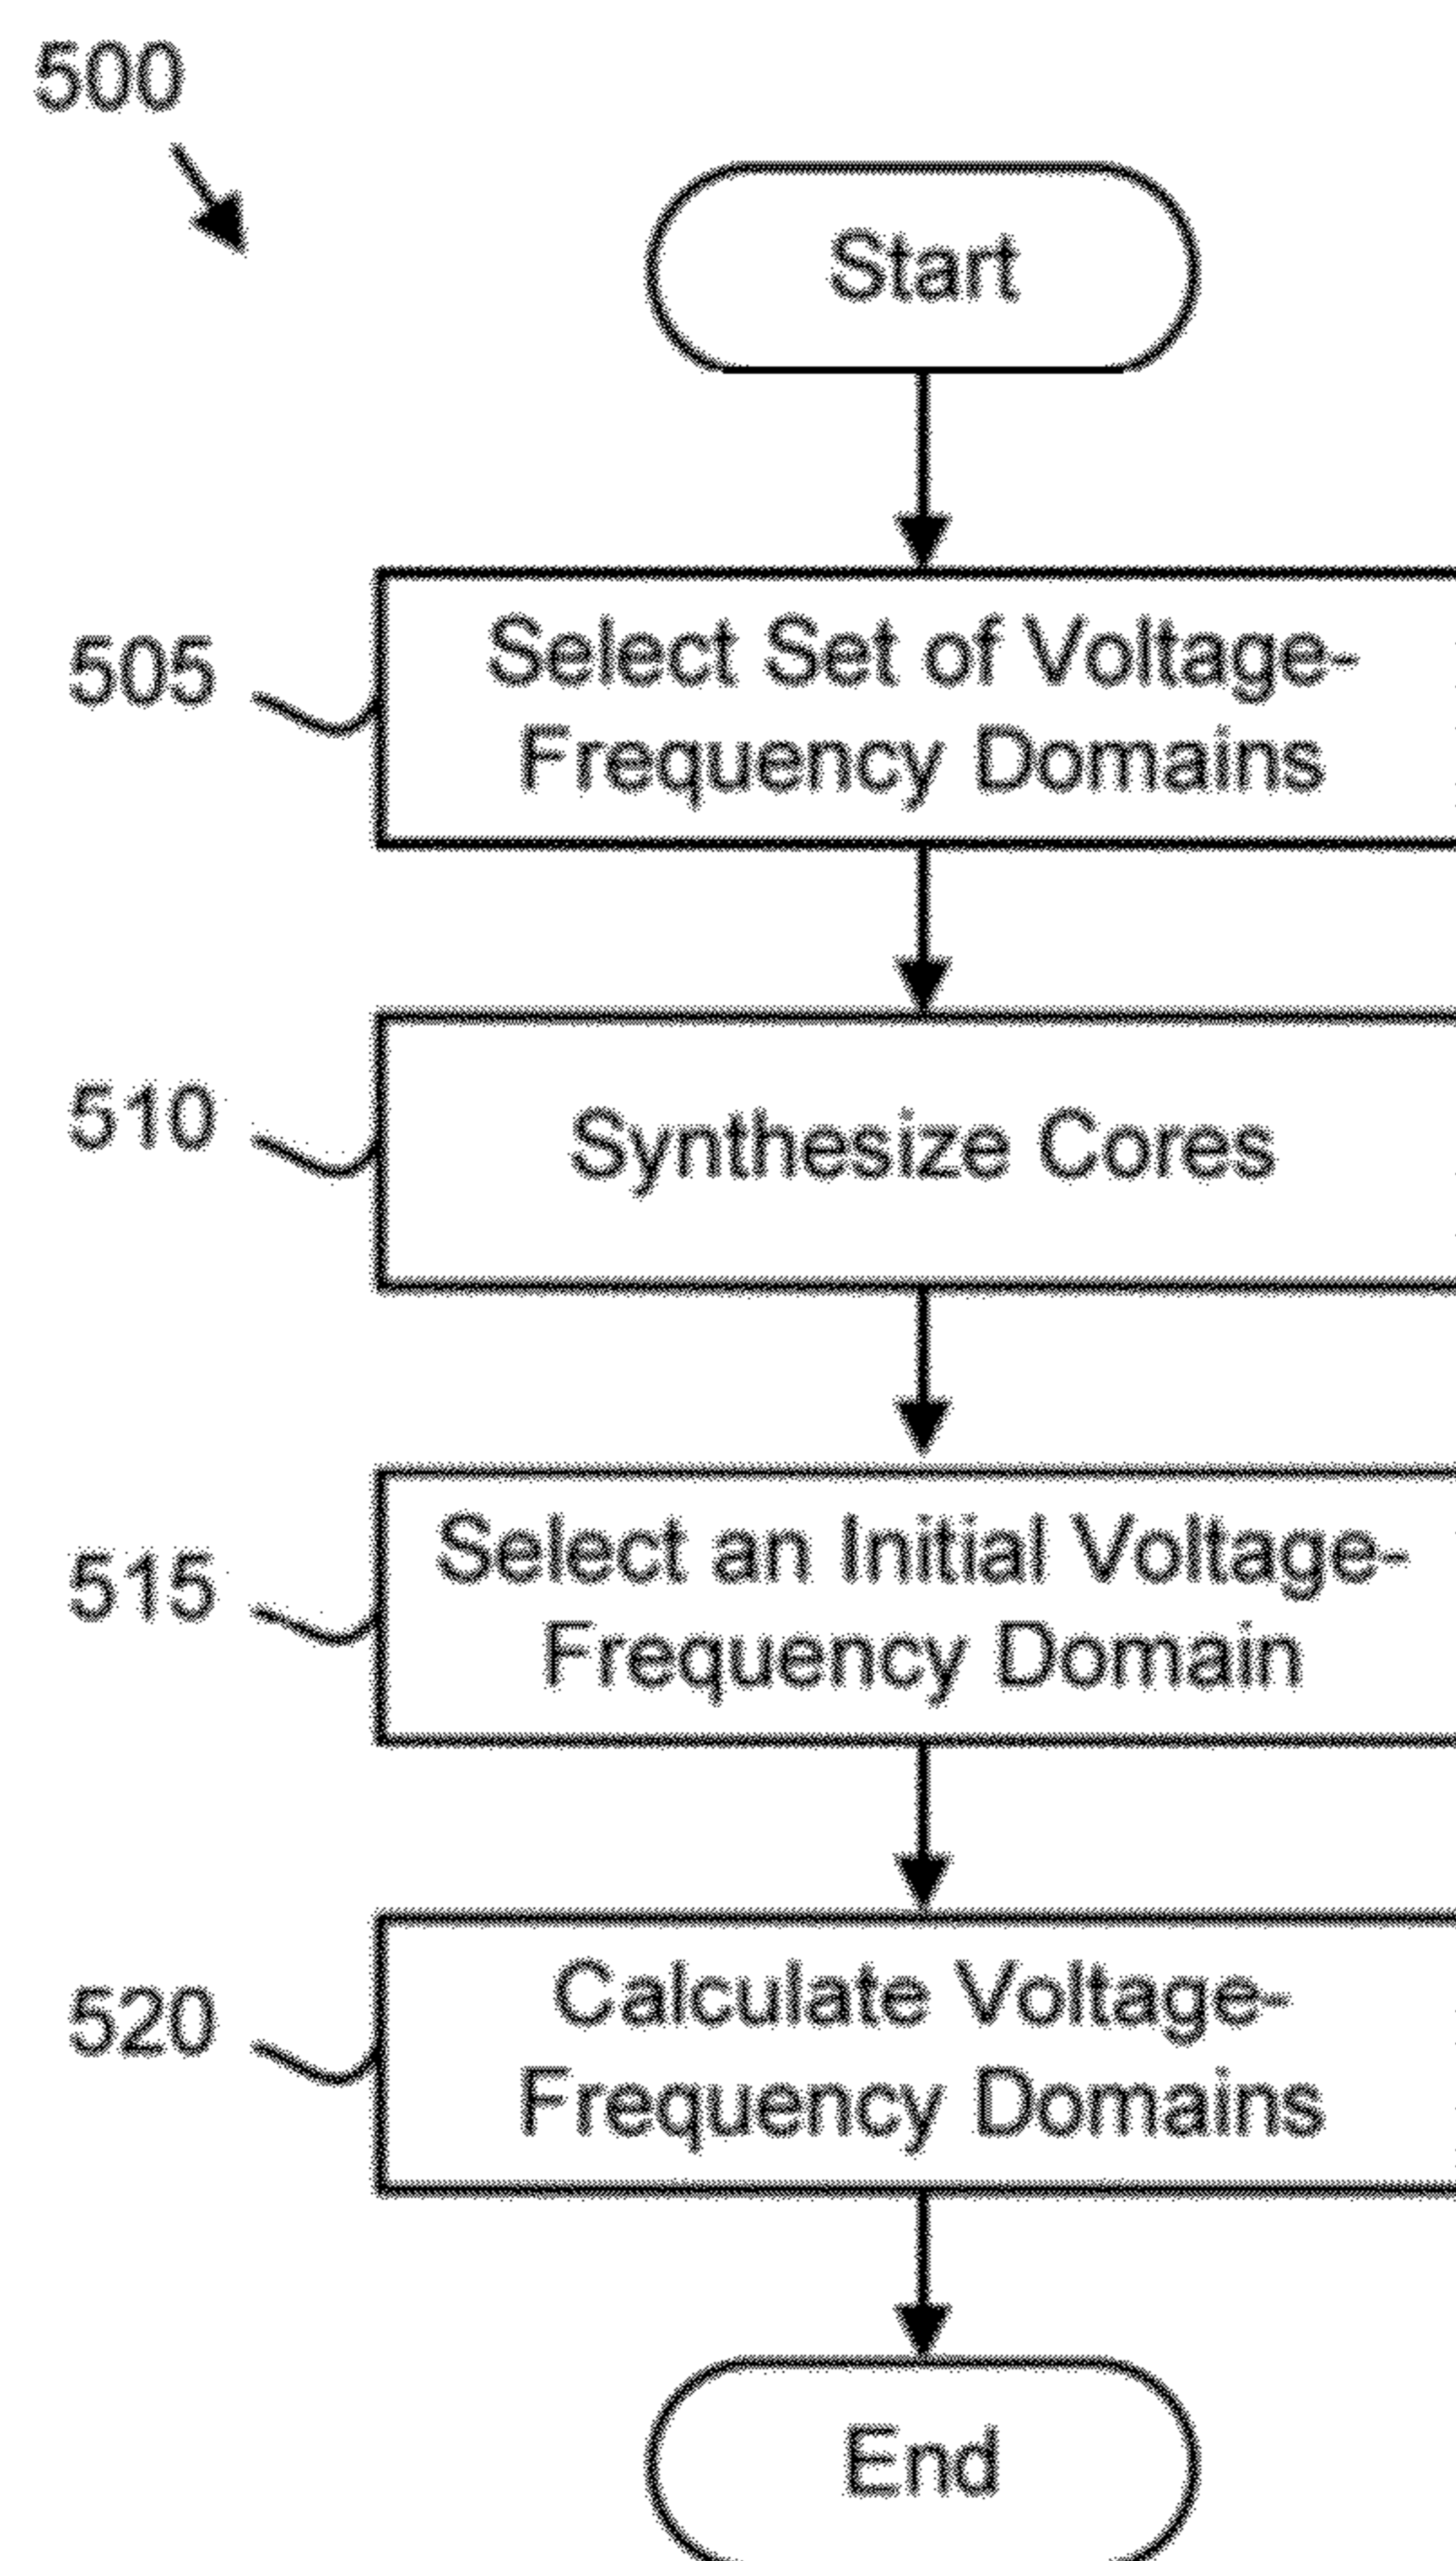 500
Start
505
Select Set of Voltage-
Frequency Domains
510
Synthesize Cores
515
Select an Initial Voltage-
Frequency Domain
520
Calculate Voltage-
Frequency Domains
End